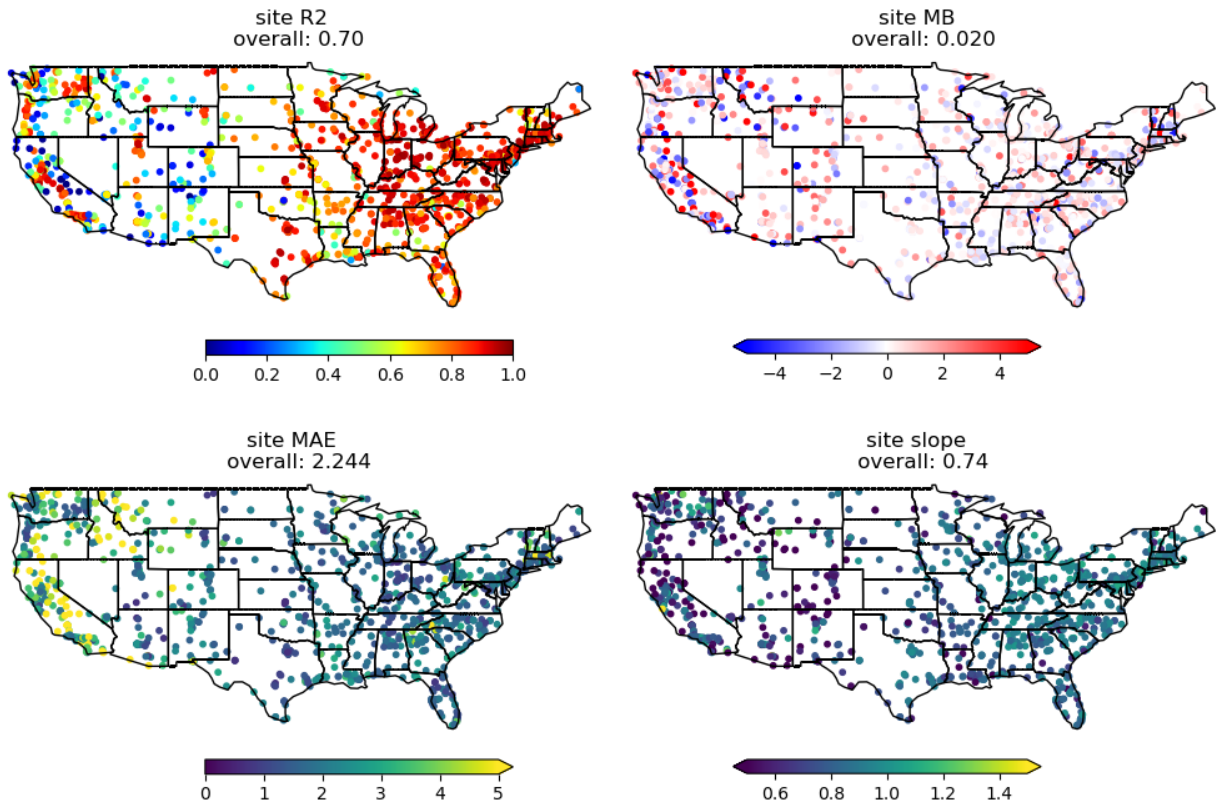 site R2
overall: 0.70
0.0 0.2 0.4 0.6 0.8 1.0
site MB
overall: 0.020
−4 −2 0 2 4
site MAE
overall: 2.244
0 1 2 3 4 5
site slope
overall: 0.74
0.6 0.8 1.0 1.2 1.4